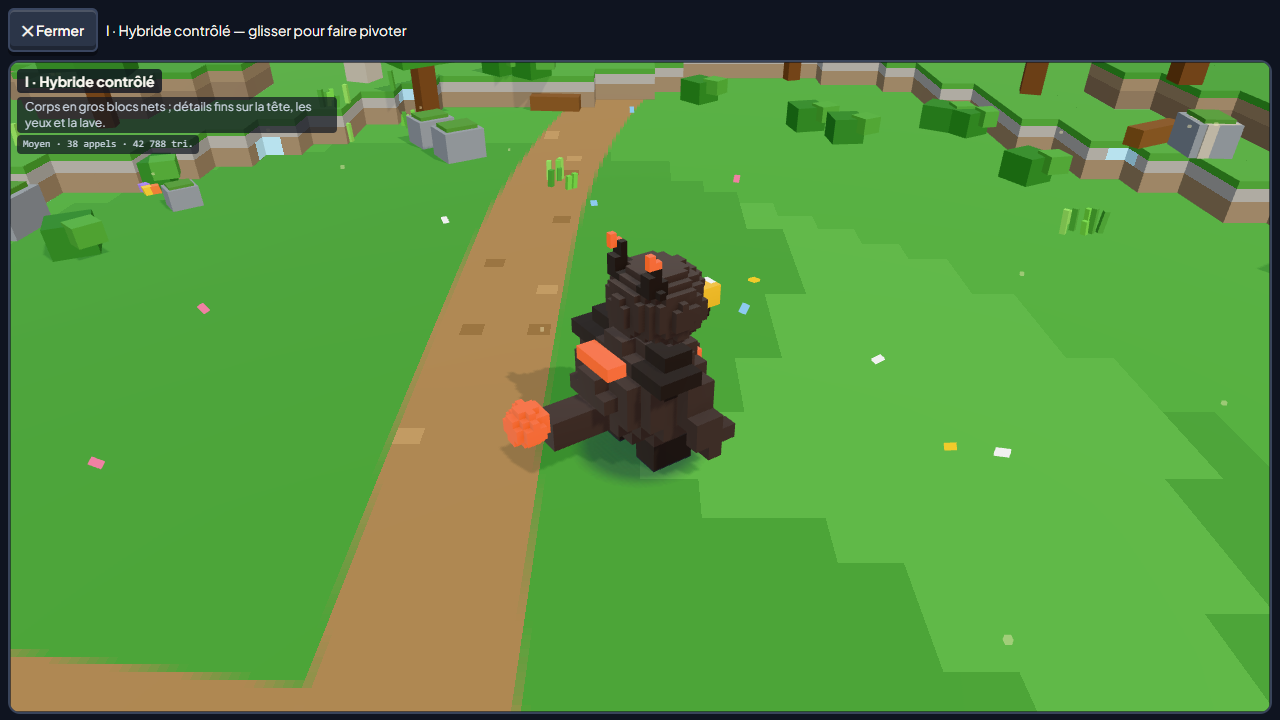 ✕ Fermer
I · Hybride contrôlé — glisser pour faire pivoter
I · Hybride contrôlé
Corps en gros blocs nets ; détails fins sur la tête, les
yeux et la lave.
Moyen · 38 appels · 42 788 tri.